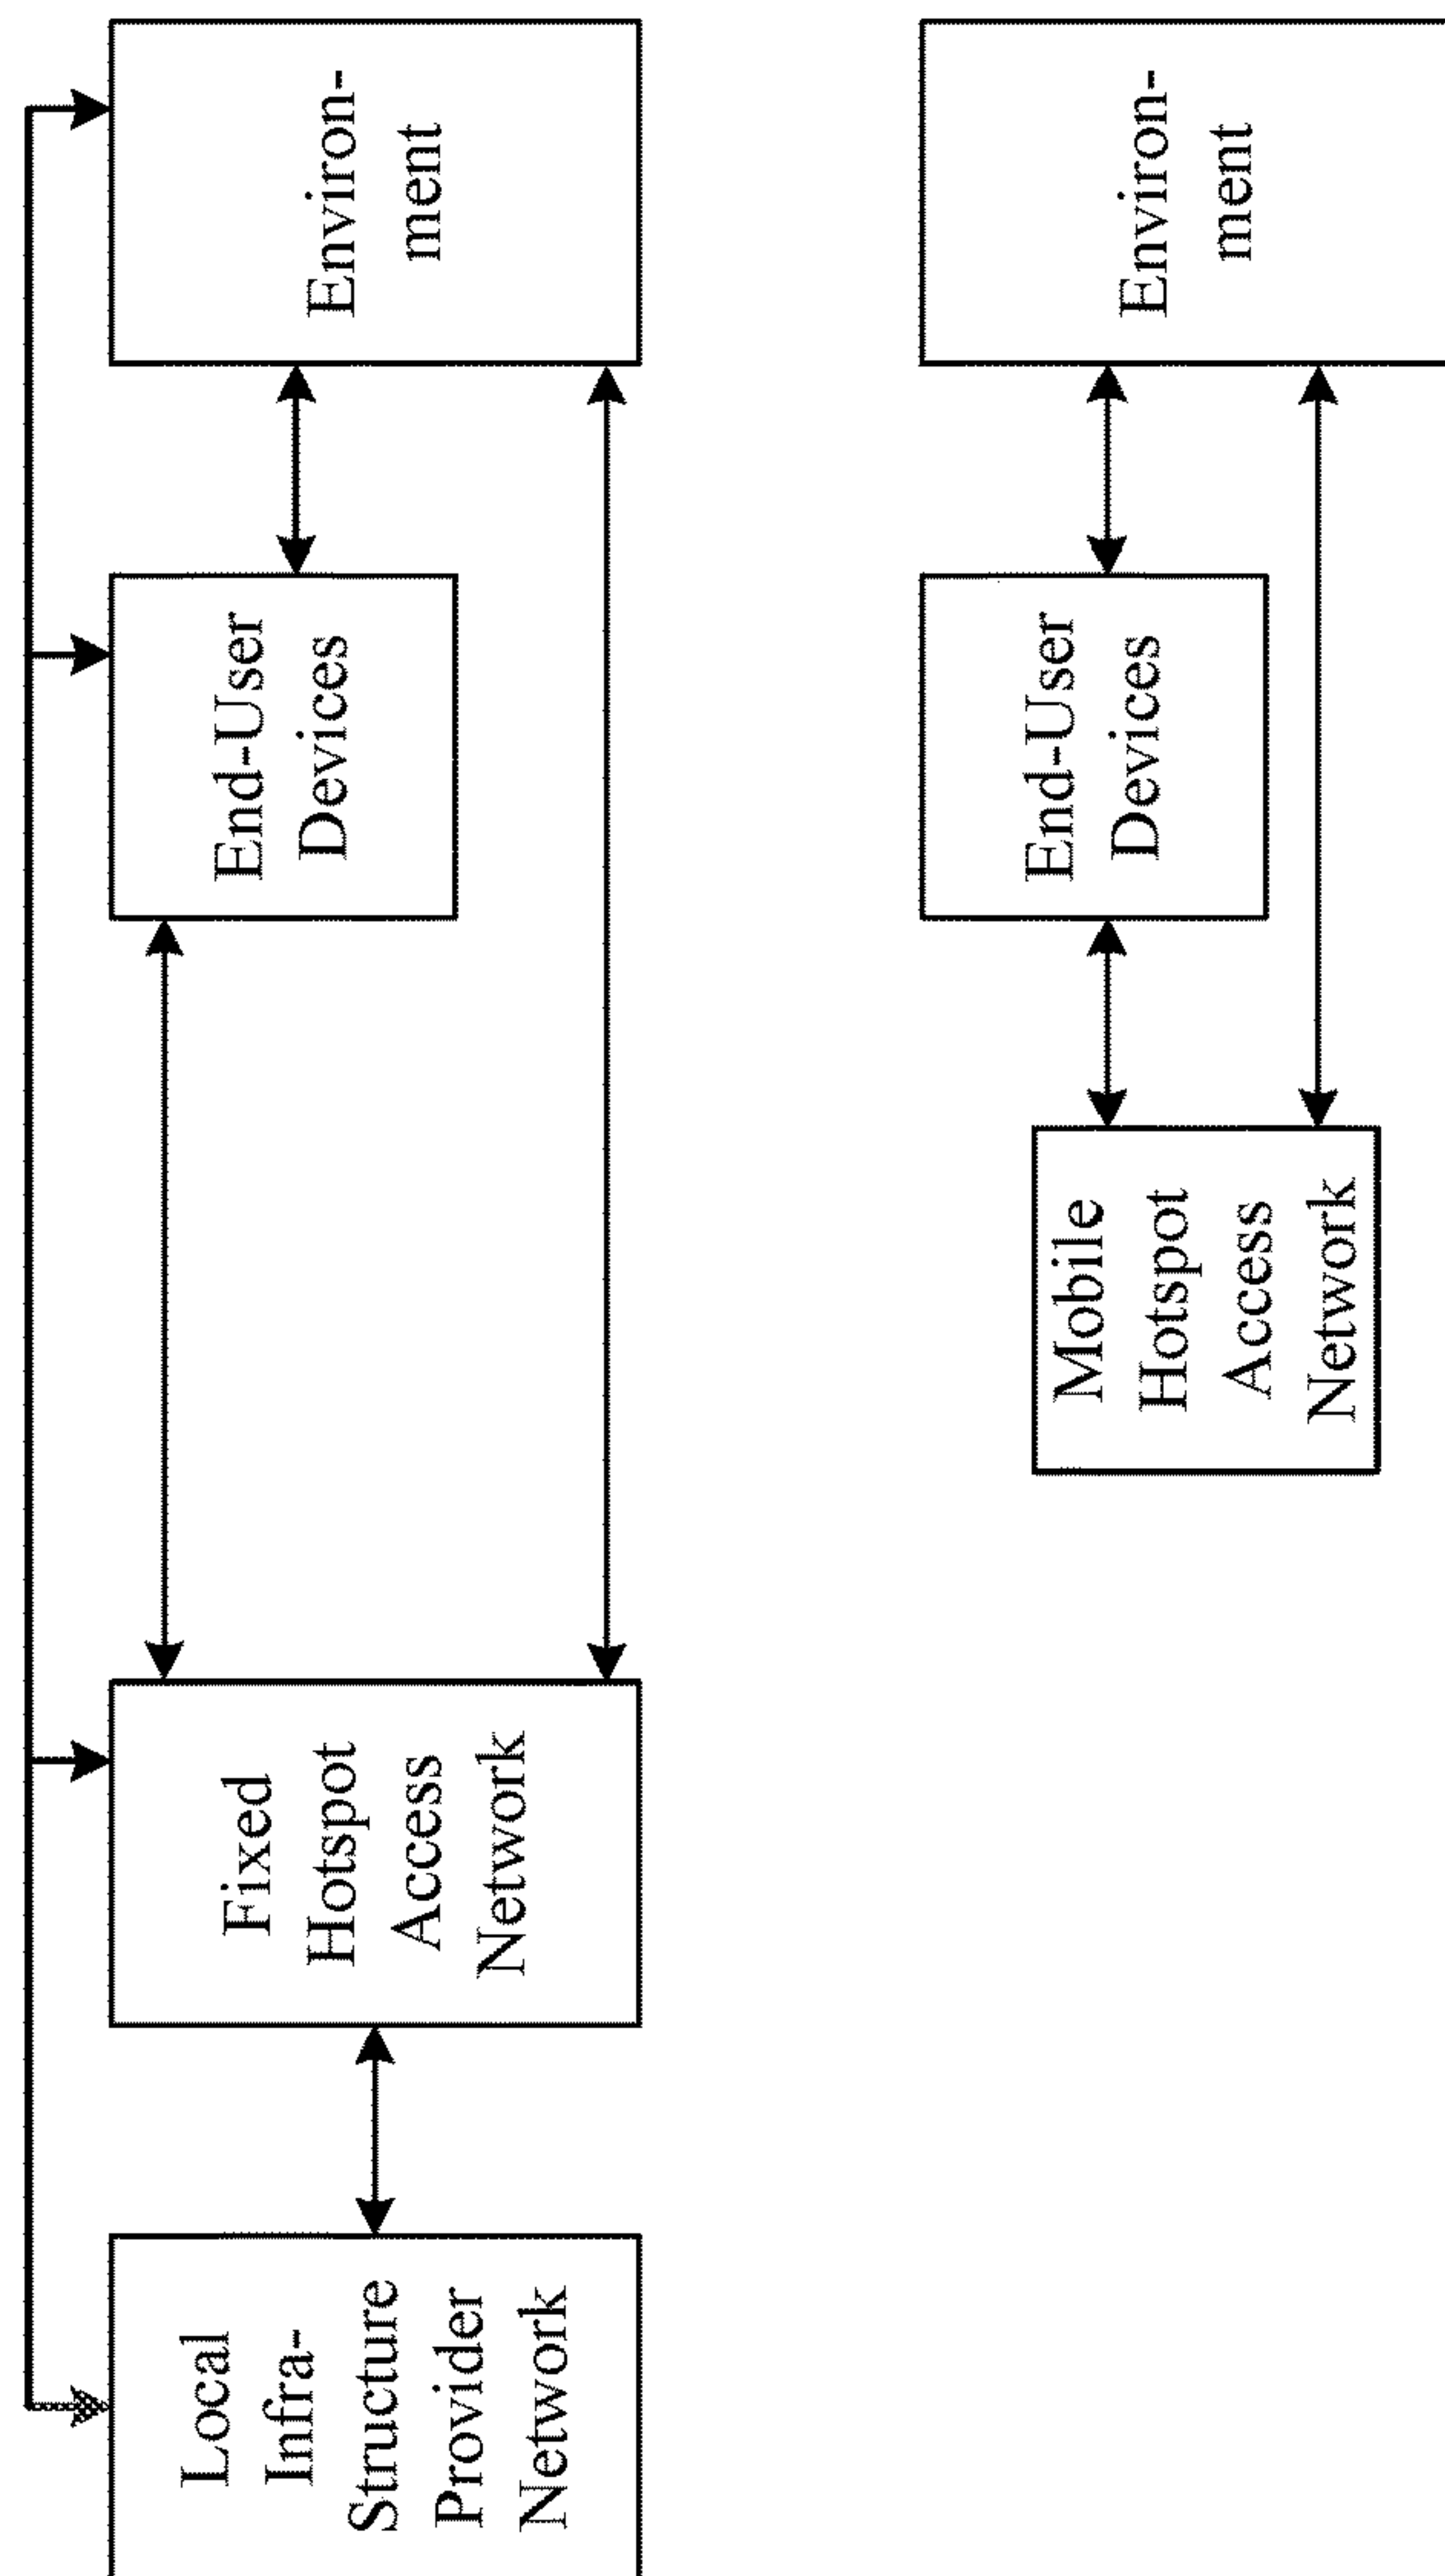 Local
Infra-
Structure
Provider
Network
Fixed
Hotspot
Access
Network
End-User
Devices
Environ-
ment
Mobile
Hotspot
Access
Network
End-User
Devices
Environ-
ment